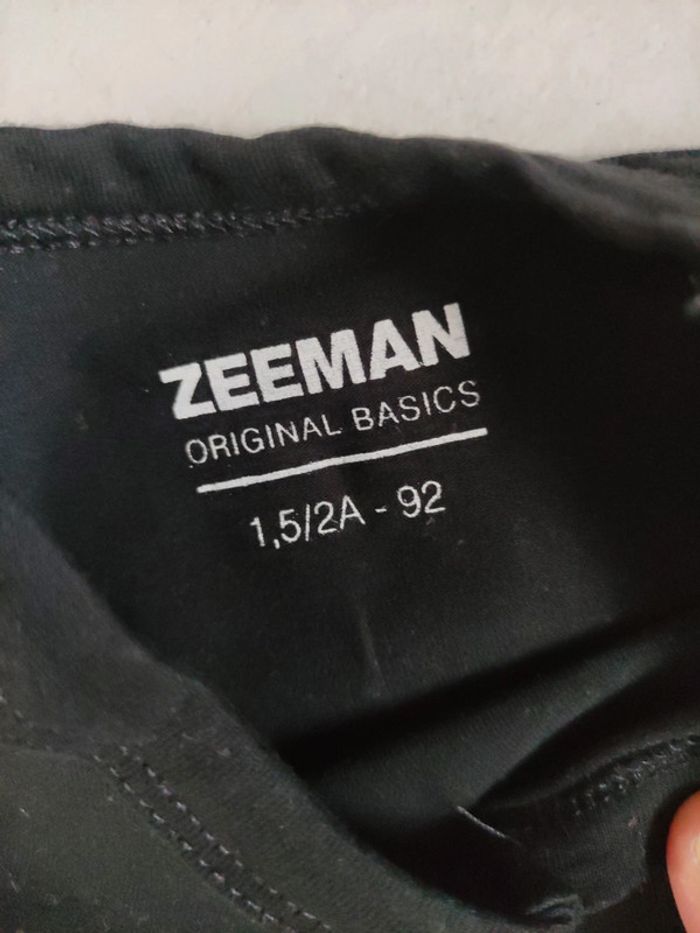 ZEEMAN
ORIGINAL BASICS
1,5/2A - 92